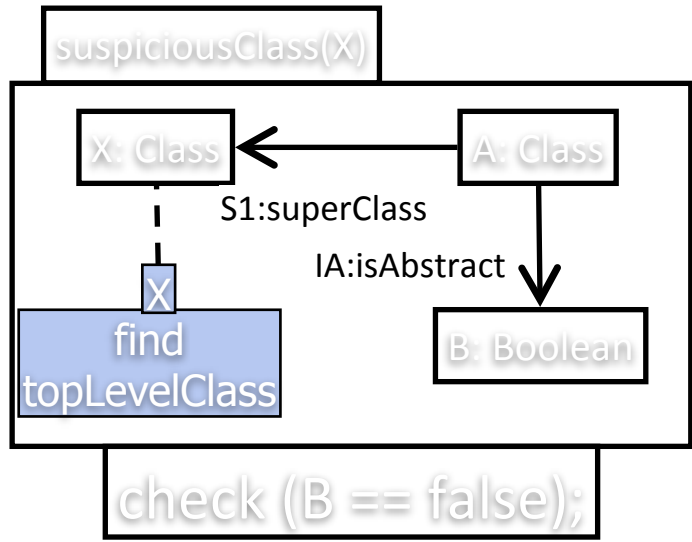 suspiciousClass(X)
X: Class
A: Class
S1:superClass
IA:isAbstract
X
find
topLevelClass
B: Boolean
check (B == false);